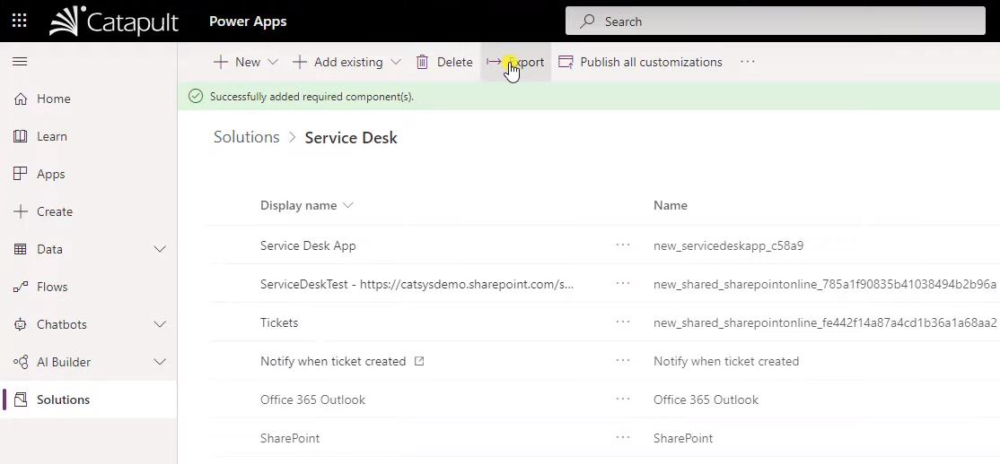 Catapult Power Apps Search
New Add existing Delete Export Publish all customizations ...
Successfully added required component(s).
Home
Learn
Apps
Create
Data
Flows
Chatbots
AI Builder
Solutions
Solutions > Service Desk
Display name Name
Service Desk App ... new_servicedeskapp_c58a9
ServiceDeskTest - https://catsysdemo.sharepoint.com/s... ... new_shared_sharepointonline_785a1f90835b41038494b2b96a
Tickets ... new_shared_sharepointonline_fe442f14a87a4cd1b36a1a68aa2
Notify when ticket created ... Notify when ticket created
Office 365 Outlook ... Office 365 Outlook
SharePoint ... SharePoint